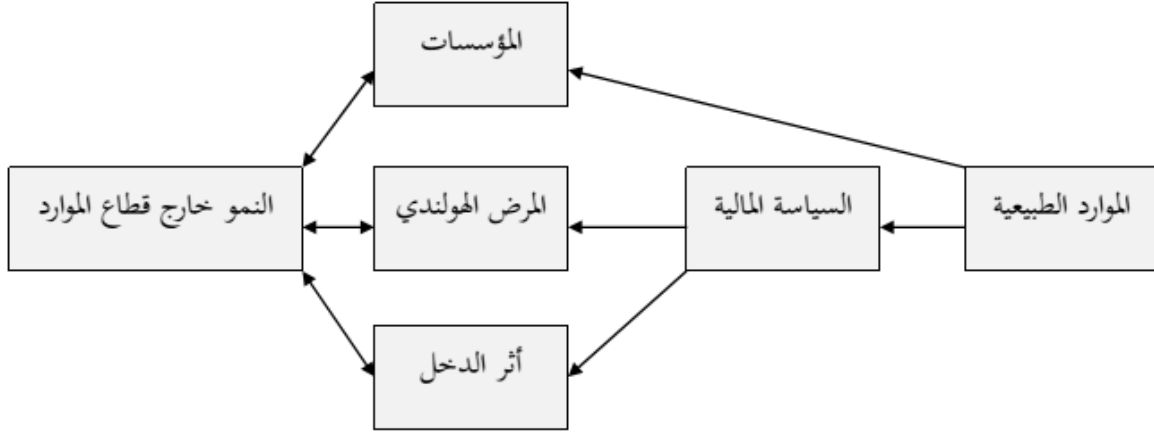 المؤسسات
الموارد الطبيعية
السياسة المالية
المرض الهولندي
النمو خارج قطاع الموارد
أثر الدخل